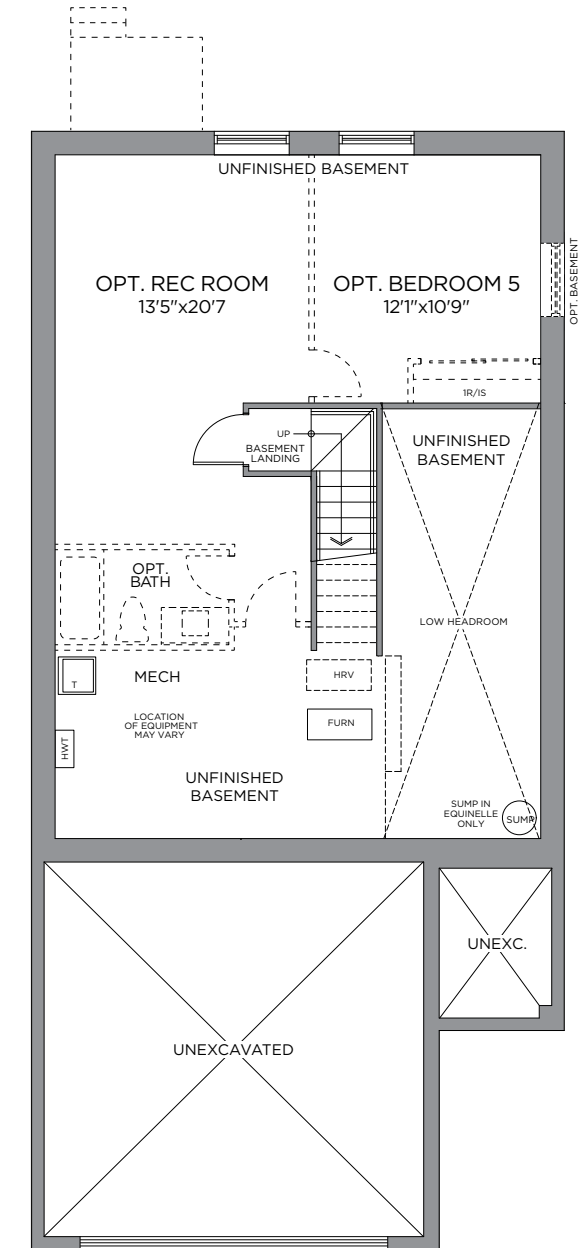 UNFINISHED BASEMENT
OPT. REC ROOM
13'5"x20'7
OPT. BEDROOM 5
12'1"x10'9"
OPT. BASEMENT
1R/1S
UP
BASEMENT
LANDING
UNFINISHED
BASEMENT
OPT.
BATH
LOW HEADROOM
T
MECH
HRV
LOCATION
OF EQUIPMENT
MAY VARY
FURN
HWT
UNFINISHED
BASEMENT
SUMP IN
EQUINELLE
ONLY
SUMP
UNEXC.
UNEXCAVATED